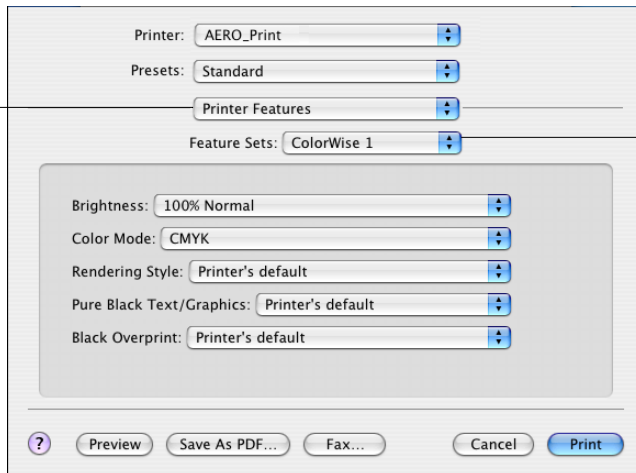 Printer: AERO_Print
Presets: Standard
Printer Features
Feature Sets: ColorWise 1
Brightness: 100% Normal
Color Mode: CMYK
Rendering Style: Printer's default
Pure Black Text/Graphics: Printer's default
Black Overprint: Printer's default
? Preview Save As PDF... Fax... Cancel Print